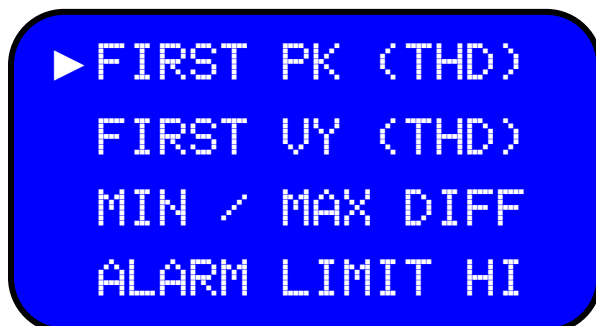 ►FIRST PK (THD)
FIRST VY (THD)
MIN / MAX DIFF
ALARM LIMIT HI